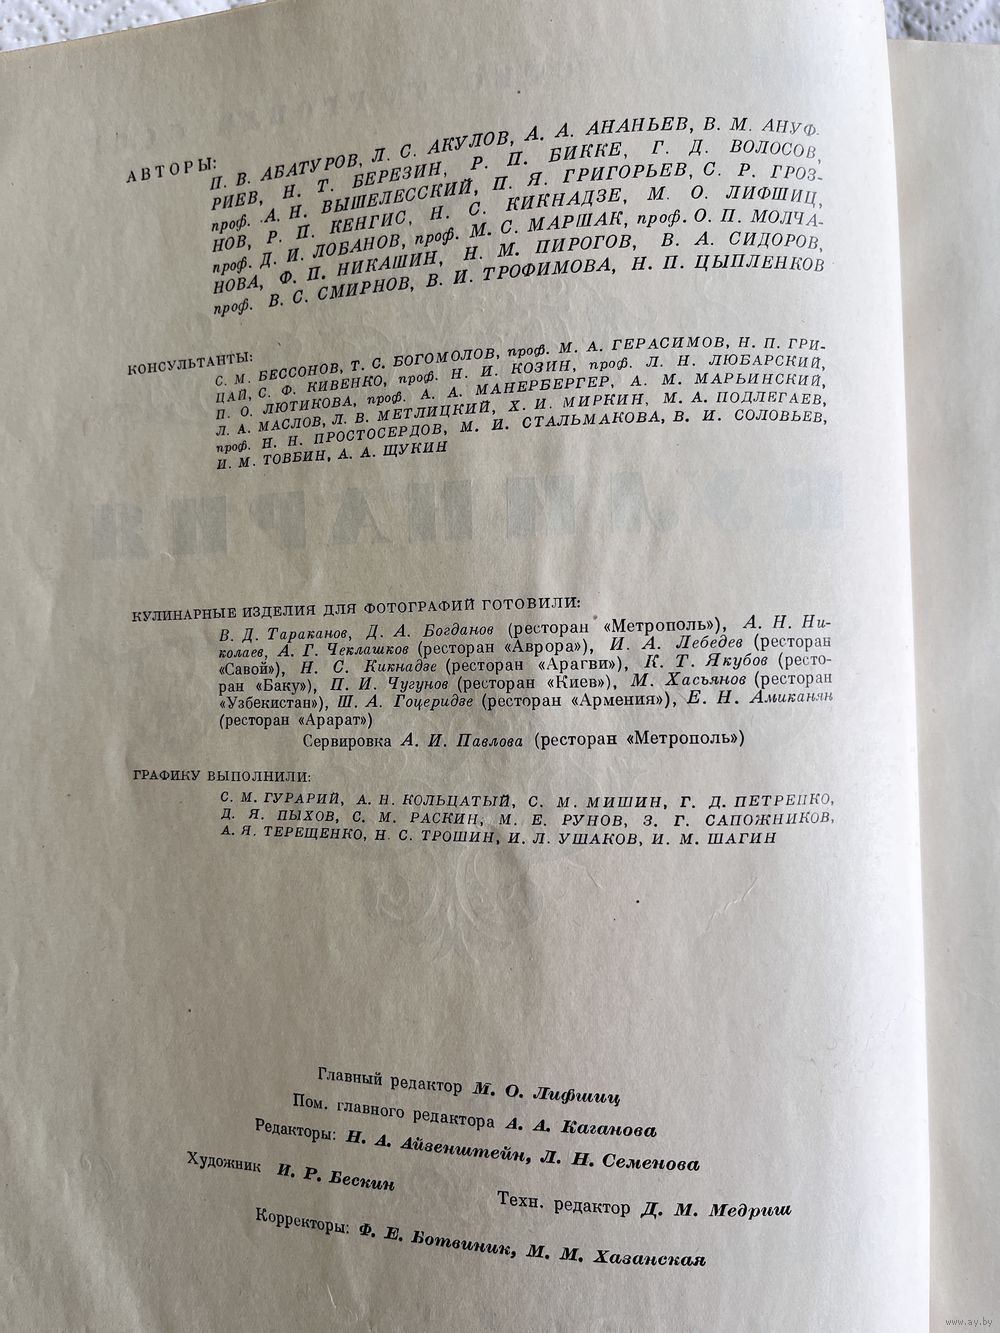 АВТОРЫ:
П. В. АБАТУРОВ, Л. С. АКУЛОВ, А. А. АНАНЬЕВ, В. М. АНУФ-
РИЕВ, Н. Т. БЕРЕЗИН, Р. П. БИККЕ, Г. Д. ВОЛОСОВ,
проф. А. Н. ВЫШЕЛЕССКИЙ, П. Я. ГРИГОРЬЕВ, С. Р. ГРОЗ-
НОВ, Р. П. КЕНГИС, Н. С. КИКНАДЗЕ, М. О. ЛИФШИЦ,
проф. Д. И. ЛОБАНОВ, проф. М. С. МАРШАК, проф. О. П. МОЛЧА-
НОВА, Ф. П. НИКАШИН, Н. М. ПИРОГОВ, В. А. СИДОРОВ,
проф. В. С. СМИРНОВ, В. И. ТРОФИМОВА, Н. П. ЦЫПЛЕНКОВ
КОНСУЛЬТАНТЫ:
С. М. БЕССОНОВ, Т. С. БОГОМОЛОВ, проф. М. А. ГЕРАСИМОВ, Н. П. ГРИ-
ЦАЙ, С. Ф. КИВЕНКО, проф. Н. И. КОЗИН, проф. Л. Н. ЛЮБАРСКИЙ,
П. О. ЛЮТИКОВА, проф. А. А. МАНЕРБЕРГЕР, А. М. МАРЬИНСКИЙ,
Л. А. МАСЛОВ, Л. В. МЕТЛИЦКИЙ, Х. И. МИРКИН, М. А. ПОДЛЕГАЕВ,
проф. Н. Н. ПРОСТОСЕРДОВ, М. И. СТАЛЬМАКОВА, В. И. СОЛОВЬЕВ,
И. М. ТОВБИН, А. А. ЩУКИН
КУЛИНАРИЯ
КУЛИНАРНЫЕ ИЗДЕЛИЯ ДЛЯ ФОТОГРАФИЙ ГОТОВИЛИ:
В. Д. Тараканов, Д. А. Богданов (ресторан «Метрополь»), А. Н. Ни-
колаев, А. Г. Чеклашков (ресторан «Аврора»), И. А. Лебедев (ресторан
«Савой»), Н. С. Кикнадзе (ресторан «Арагви»), К. Т. Якубов (ресто-
ран «Баку»), П. И. Чугунов (ресторан «Киев»), М. Хасьянов (ресторан
«Узбекистан»), Ш. А. Гоцеридзе (ресторан «Армения»), Е. Н. Амиканян
(ресторан «Арарат»)
Сервировка А. И. Павлова (ресторан «Метрополь»)
ГРАФИКУ ВЫПОЛНИЛИ:
С. М. ГУРАРИЙ, А. Н. КОЛЬЦАТЫЙ, С. М. МИШИН, Г. Д. ПЕТРЕНКО,
Д. Я. ПЫХОВ, С. М. РАСКИН, М. Е. РУНОВ, З. Г. САПОЖНИКОВ,
А. Я. ТЕРЕЩЕНКО, Н. С. ТРОШИН, И. Л. УШАКОВ, И. М. ШАГИН
Главный редактор М. О. Лифшиц
Пом. главного редактора А. А. Каганова
Редакторы: Н. А. Айзенштейн, Л. Н. Семенова
Художник И. Р. Бескин
Техн. редактор Д. М. Медриш
Корректоры: Ф. Е. Ботвиник, М. М. Хазанская
www.ay.by